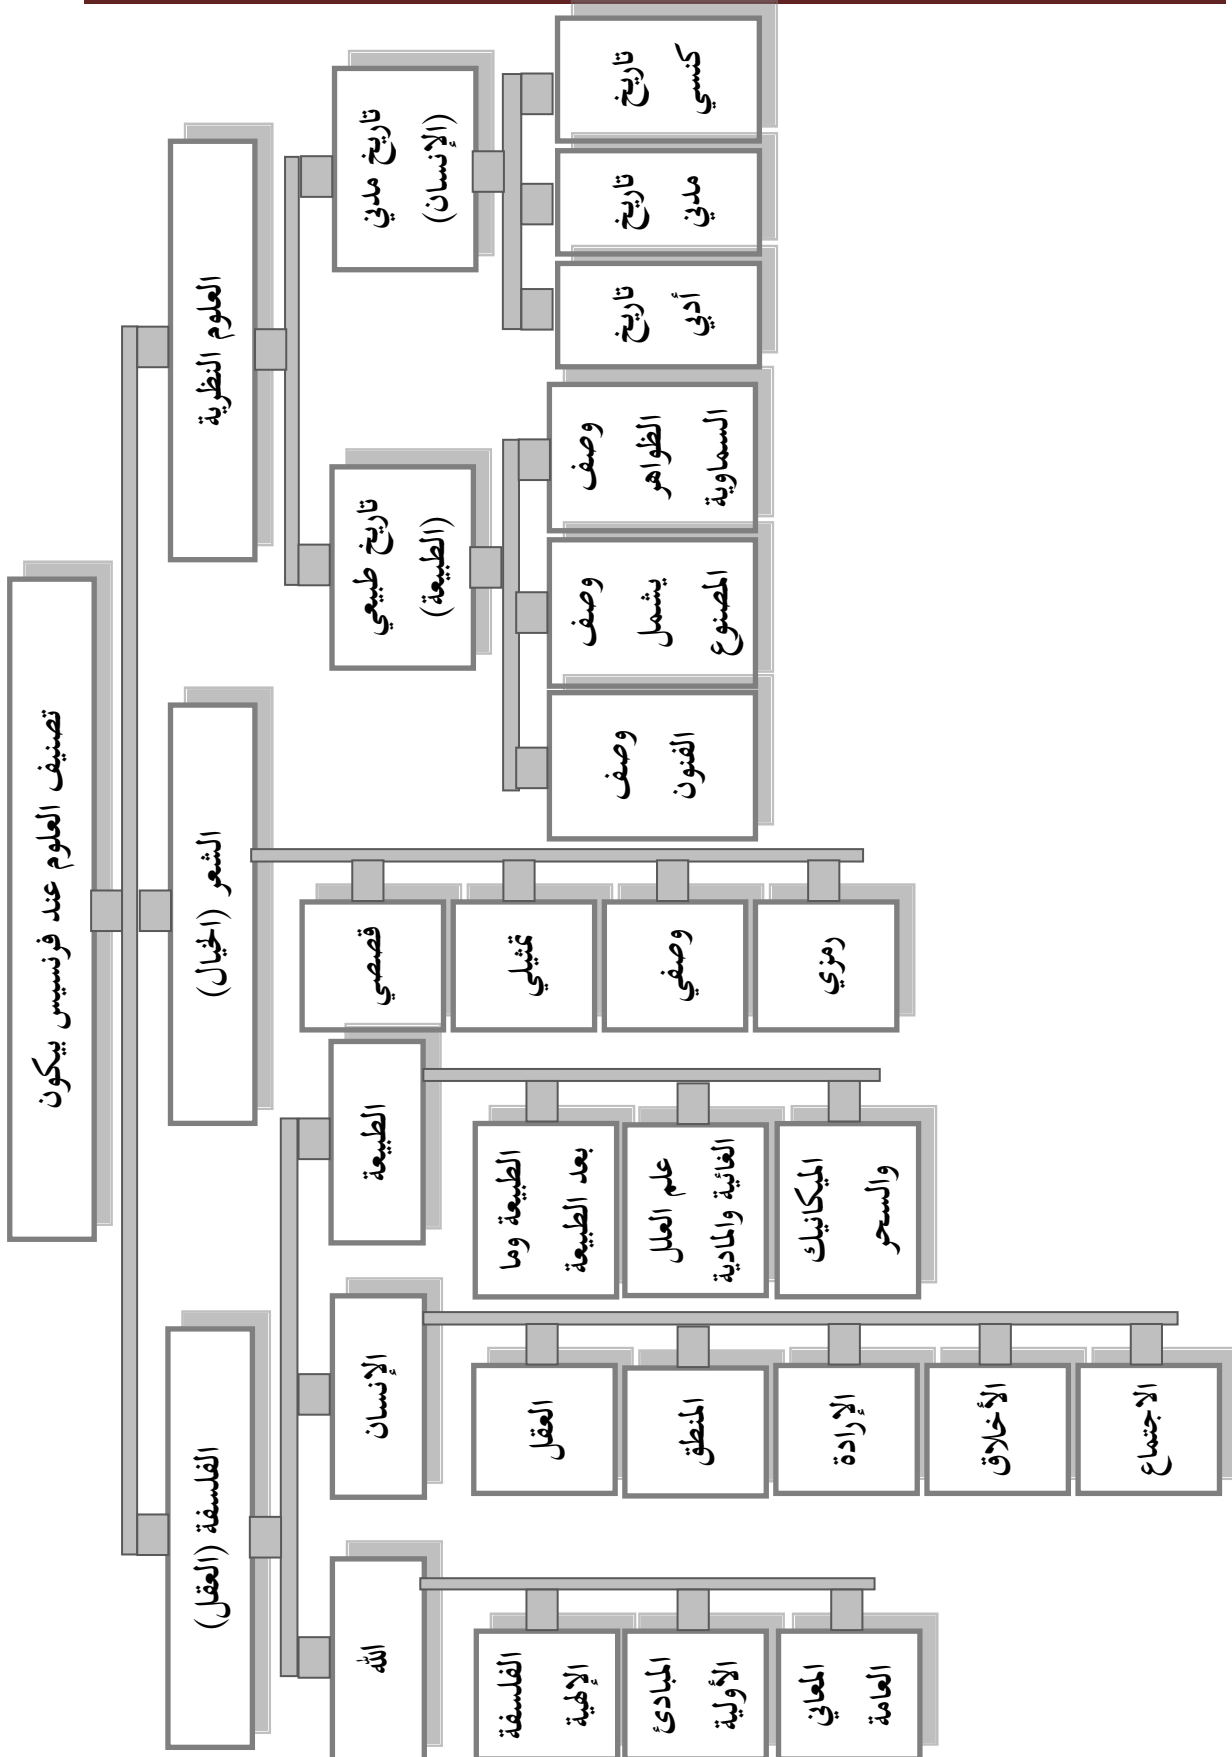 تصنيف العلوم عند فرنسيس بيكون
العلوم النظرية
تاريخ مدني
(الإنسان)
تاريخ
كنسي
تاريخ
مدني
تاريخ
أدبي
تاريخ طبيعي
(الطبيعة)
وصف
الظواهر
السماوية
وصف
يشمل
المصنوع
وصف
الفنون
الشعر (الخيال)
قصصي
تمثيلي
وصفي
رمزي
الفلسفة (العقل)
الطبيعة
الطبيعة وما
بعد الطبيعة
علم العلل
الغائية والمادية
الميكانيك
والسحر
الإنسان
العقل
المنطق
الإرادة
الأخلاق
الاجتماع
الله
الفلسفة
الإلهية
المبادئ
الأولية
المعاني
العامة